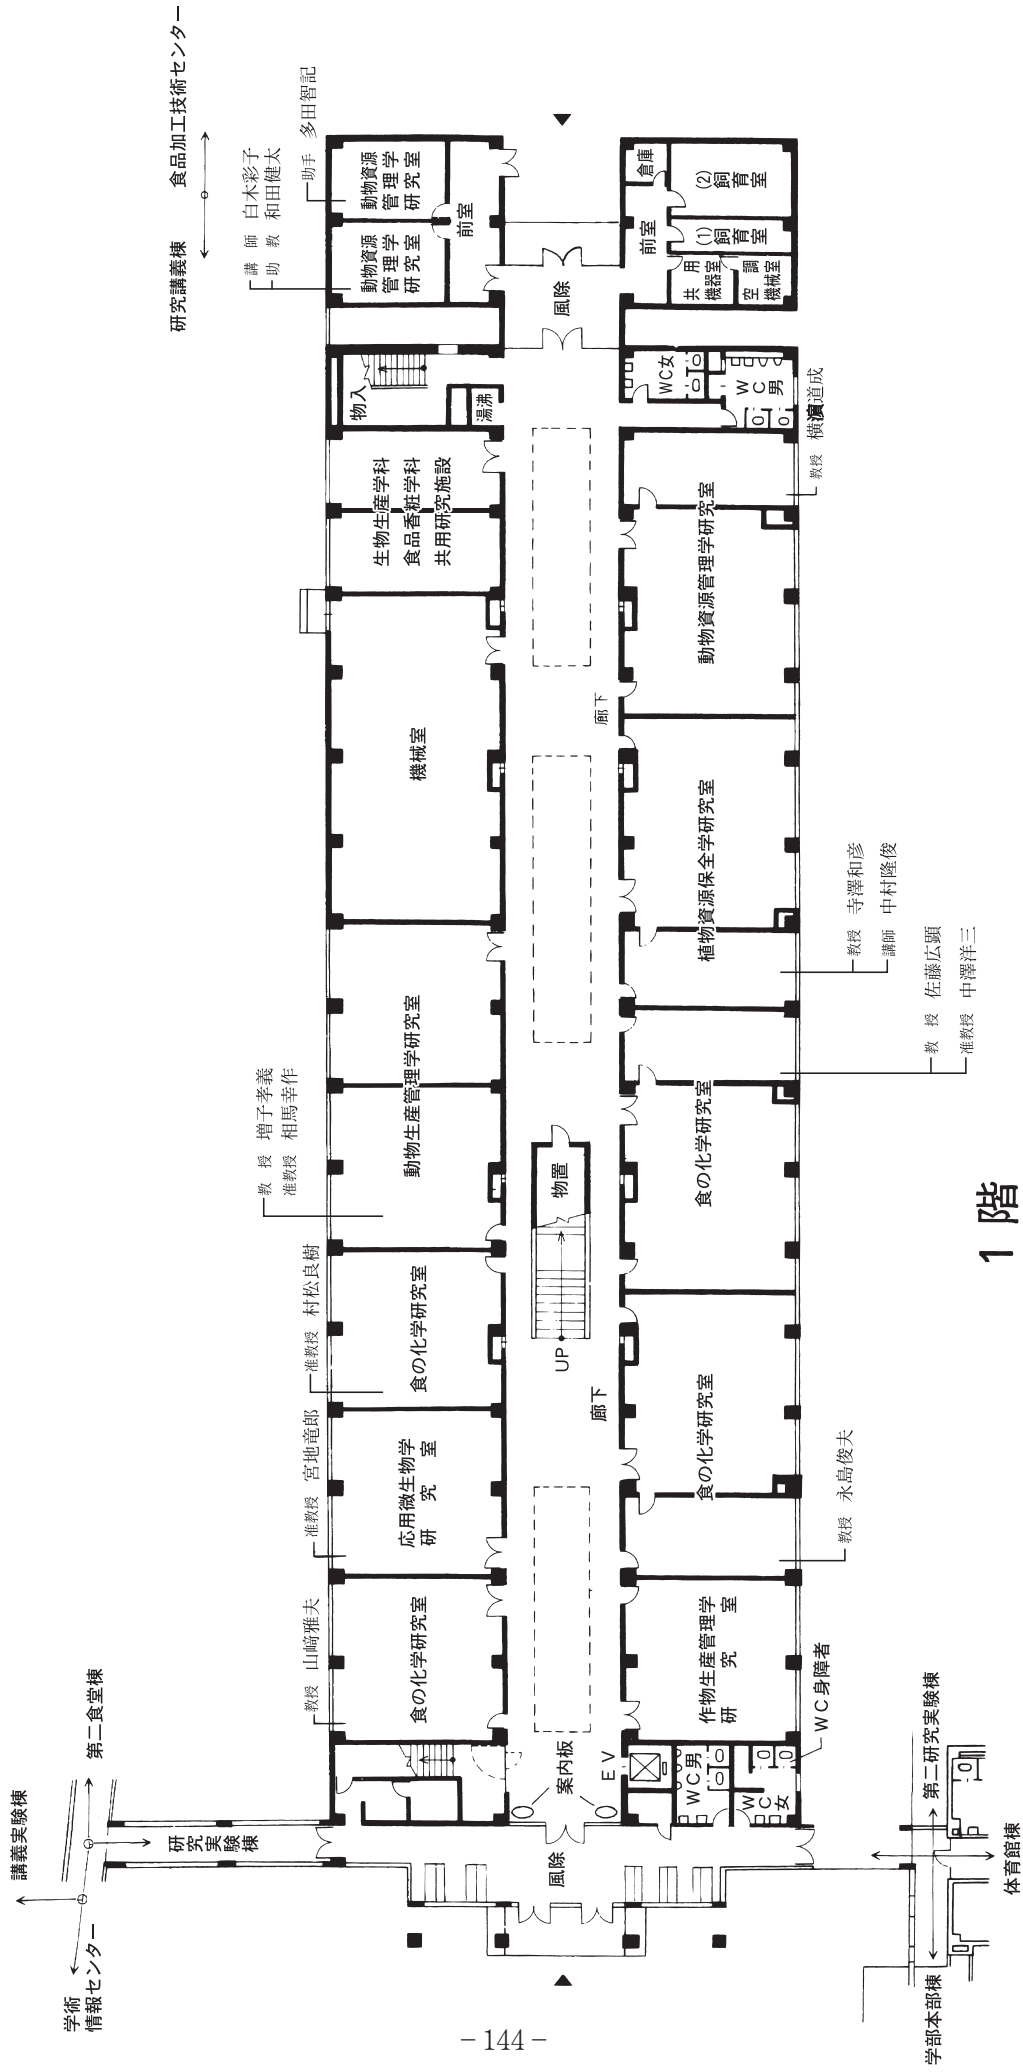 講義実験棟
第二食堂棟
学術
情報センター
研究実験棟
研究講義棟
食品加工技術センター
教授 山﨑雅夫
准教授 宮地竜郎
准教授 村松良樹
教授 増子孝義
准教授 相馬幸作
講師 白木彩子
助教 和田健太
助手 多田智記
食の化学研究室
応用微生物学
研究室
食の化学研究室
動物生産管理学研究室
機械室
生物生産学科
食品香粧学科
共用研究施設
物入
湯沸
動物資源
管理学
研究室
動物資源
管理学
研究室
前室
風除
案内板
UP
物置
廊下
廊下
風除
EV
WC男
WC女
WC身障者
作物生産管理学
研究室
食の化学研究室
食の化学研究室
植物資源保全学研究室
動物資源管理学研究室
WC女
WC男
前室
倉庫
共用
機器室
空調
機械室
(1)
飼育室
(2)
飼育室
教授 永島俊夫
教授 佐藤広顕
准教授 中澤洋三
教授 寺澤和彦
講師 中村隆俊
教授 横濵道成
学部本部棟
第二研究実験棟
体育館棟
1 階
−144−